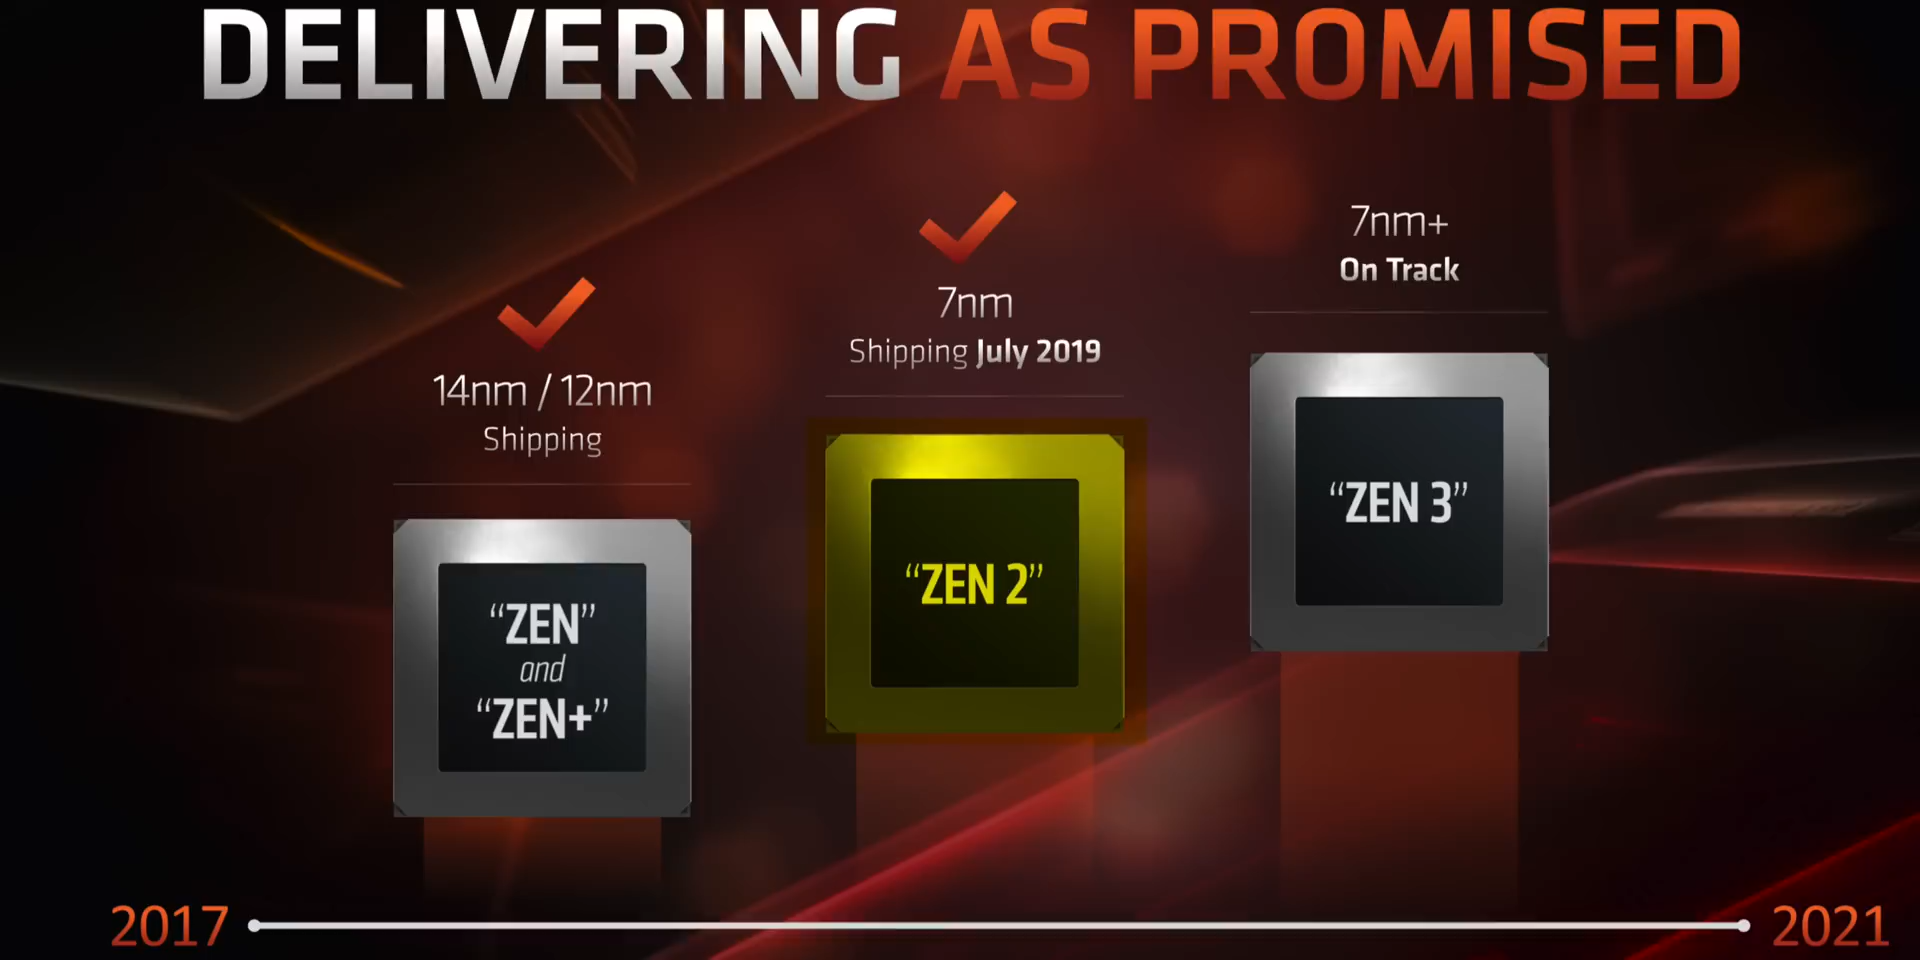 DELIVERING AS PROMISED
14nm / 12nm
Shipping
“ZEN”
and
“ZEN+”
7nm
Shipping July 2019
“ZEN 2”
7nm+
On Track
“ZEN 3”
2017
2021